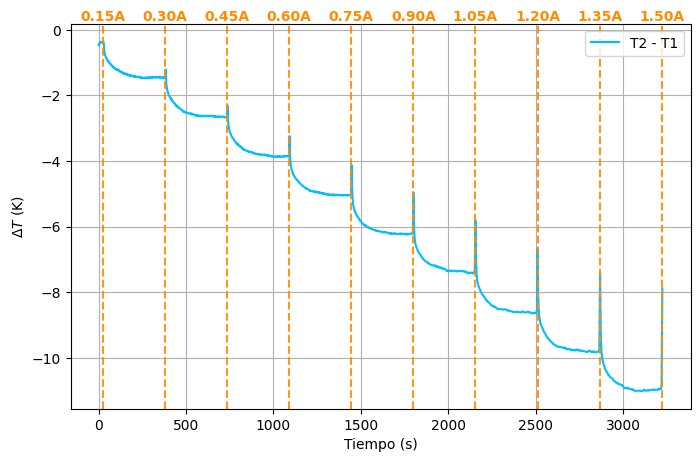 0.15A 0.30A 0.45A 0.60A 0.75A 0.90A 1.05A 1.20A 1.35A 1.50A
T2 - T1
0
−2
−4
−6
−8
−10
ΔT (K)
0 500 1000 1500 2000 2500 3000
Tiempo (s)